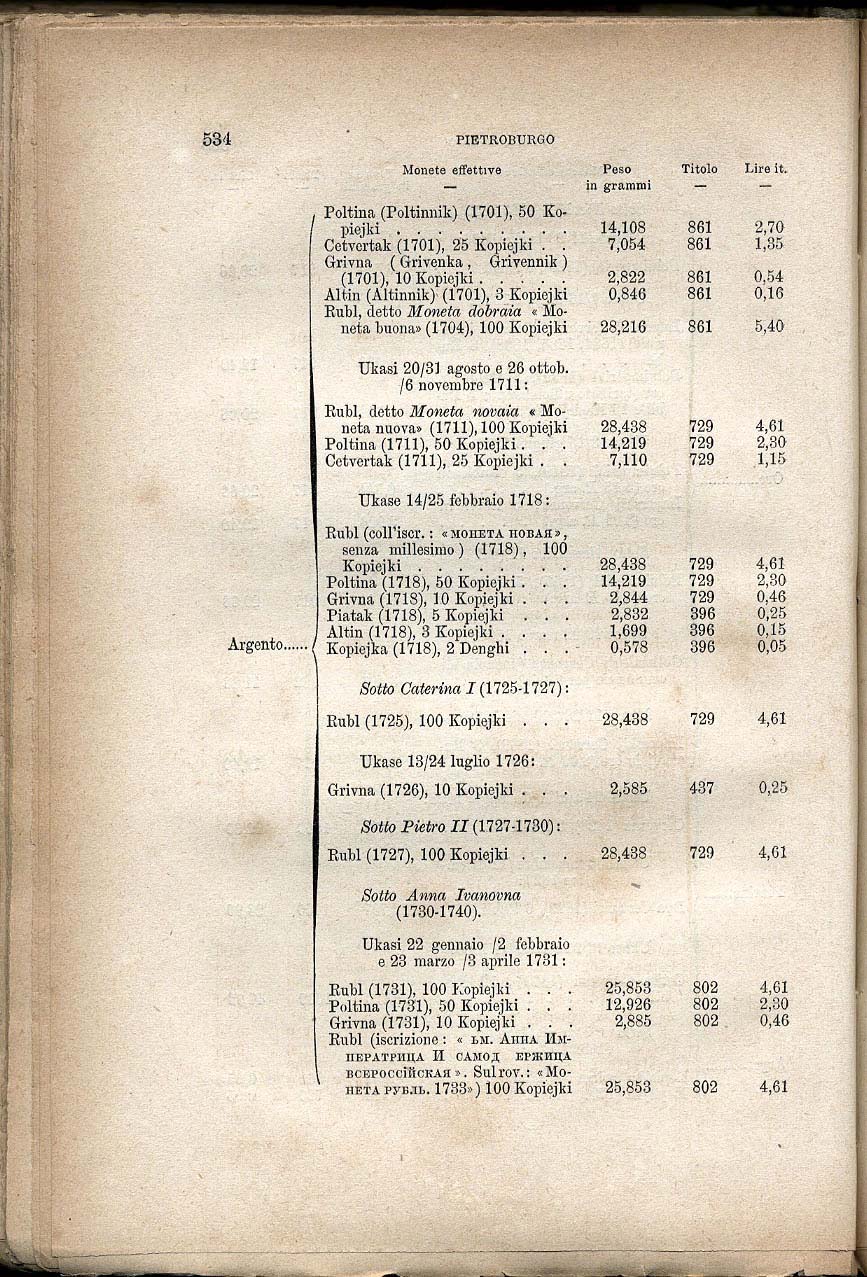 534 PIETROBURGO
Monete effettive Peso Titolo Lire it.
— in grammi — —
Poltina (Poltinnik) (1701), 50 Ko-
piejki . . . . . . . . . 14,108 861 2,70
Cetvertak (1701), 25 Kopiejki . . 7,054 861 1,35
Grivna (Grivenka, Grivennik)
(1701), 10 Kopiejki . . . . . 2,822 861 0,54
Altin (Altinnik) (1701), 3 Kopiejki 0,846 861 0,16
Rubl, detto Moneta dobraia « Mo-
neta buona» (1704), 100 Kopiejki 28,216 861 5,40
Ukasi 20/31 agosto e 26 ottob.
/6 novembre 1711:
Rubl, detto Moneta novaia « Mo-
neta nuova» (1711), 100 Kopiejki 28,438 729 4,61
Poltina (1711), 50 Kopiejki . . . 14,219 729 2,30
Cetvertak (1711), 25 Kopiejki . . 7,110 729 1,15
Ukase 14/25 febbraio 1718:
Rubl (coll'iscr. : «МОНЕТА НОВАЯ»,
senza millesimo) (1718), 100
Kopiejki . . . . . . . . 28,438 729 4,61
Poltina (1718), 50 Kopiejki . . . 14,219 729 2,30
Grivna (1718), 10 Kopiejki . . . 2,844 729 0,46
Piatak (1718), 5 Kopiejki . . . 2,832 396 0,25
Altin (1718), 3 Kopiejki . . . . 1,699 396 0,15
Argento...... Kopiejka (1718), 2 Denghi . . . 0,578 396 0,05
Sotto Caterina I (1725-1727):
Rubl (1725), 100 Kopiejki . . . 28,438 729 4,61
Ukase 13/24 luglio 1726:
Grivna (1726), 10 Kopiejki . . . 2,585 437 0,25
Sotto Pietro II (1727-1730):
Rubl (1727), 100 Kopiejki . . . 28,438 729 4,61
Sotto Anna Ivanovna
(1730-1740).
Ukasi 22 gennaio /2 febbraio
e 23 marzo /3 aprile 1731:
Rubl (1731), 100 Kopiejki . . . 25,853 802 4,61
Poltina (1731), 50 Kopiejki . . . 12,926 802 2,30
Grivna (1731), 10 Kopiejki . . . 2,885 802 0,46
Rubl (iscrizione : « ЬМ. АННА ИМ-
ПЕРАТРИЦА И САМОД ЕРЖИЦА
ВСЕРОССІЙСКАЯ ». Sul rov.: «МО-
НЕТА РУБЛЬ. 1733») 100 Kopiejki 25,853 802 4,61